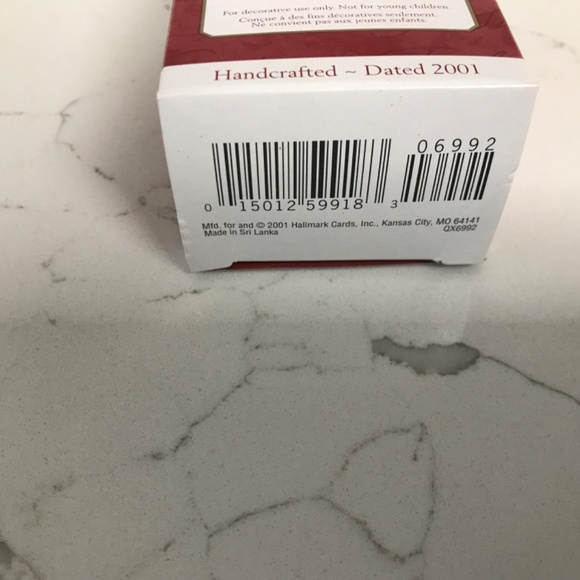 For decorative use only. Not for young children.
Conçue à des fins décoratives seulement.
Ne convient pas aux jeunes enfants.
Handcrafted ~ Dated 2001
06992
0 15012 59918 3
Mfd. for and © 2001 Hallmark Cards, Inc., Kansas City, MO 64141
Made in Sri Lanka QX6992